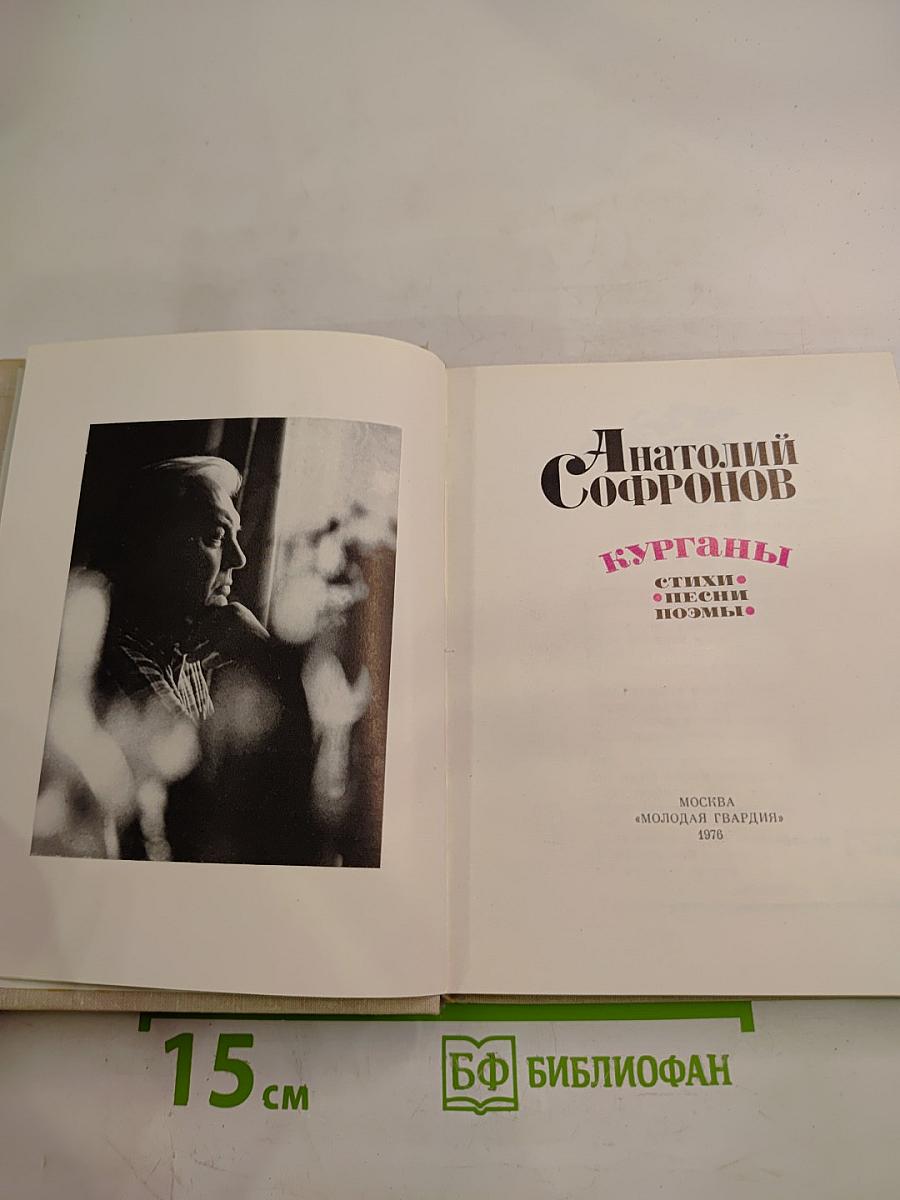 Анатолий
Софронов
курганы
стихи•
•песни
поэмы•
МОСКВА
«МОЛОДАЯ ГВАРДИЯ»
1976
15 см
БФ БИБЛИОФАН